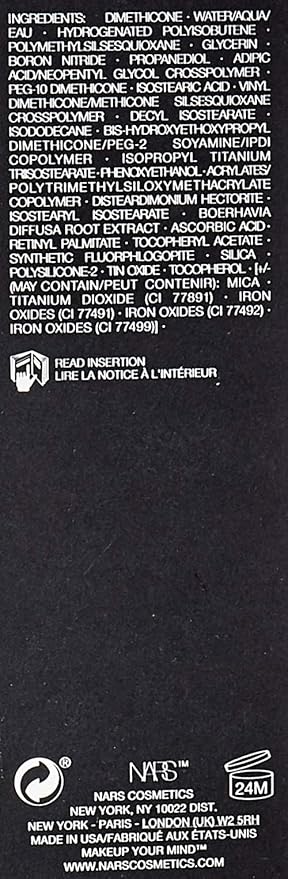 INGREDIENTS: DIMETHICONE · WATER/AQUA/
EAU · HYDROGENATED POLYISOBUTENE ·
POLYMETHYLSILSESQUIOXANE · GLYCERIN ·
BORON NITRIDE · PROPANEDIOL · ADIPIC
ACID/NEOPENTYL GLYCOL CROSSPOLYMER ·
PEG-10 DIMETHICONE · ISOSTEARIC ACID · VINYL
DIMETHICONE/METHICONE SILSESQUIOXANE
CROSSPOLYMER · DECYL ISOSTEARATE ·
ISODODECANE · BIS-HYDROXYETHOXYPROPYL
DIMETHICONE/PEG-2 SOYAMINE/IPDI
COPOLYMER · ISOPROPYL TITANIUM
TRIISOSTEARATE · PHENOXYETHANOL · ACRYLATES/
POLYTRIMETHYLSILOXYMETHACRYLATE
COPOLYMER · DISTEARDIMONIUM HECTORITE ·
ISOSTEARYL ISOSTEARATE · BOERHAVIA
DIFFUSA ROOT EXTRACT · ASCORBIC ACID ·
RETINYL PALMITATE · TOCOPHERYL ACETATE ·
SYNTHETIC FLUORPHLOGOPITE · SILICA ·
POLYSILICONE-2 · TIN OXIDE · TOCOPHEROL · [+/-
(MAY CONTAIN/PEUT CONTENIR): MICA ·
TITANIUM DIOXIDE (CI 77891) · IRON
OXIDES (CI 77491) · IRON OXIDES (CI 77492) ·
IRON OXIDES (CI 77499)] ·
READ INSERTION
LIRE LA NOTICE À L'INTÉRIEUR
®
NARS™
24M
NARS COSMETICS
NEW YORK, NY 10022 DIST.
NEW YORK - PARIS - LONDON (UK) W2 5RH
MADE IN USA/FABRIQUÉ AUX ÉTATS-UNIS
MAKEUP YOUR MIND™
WWW.NARSCOSMETICS.COM